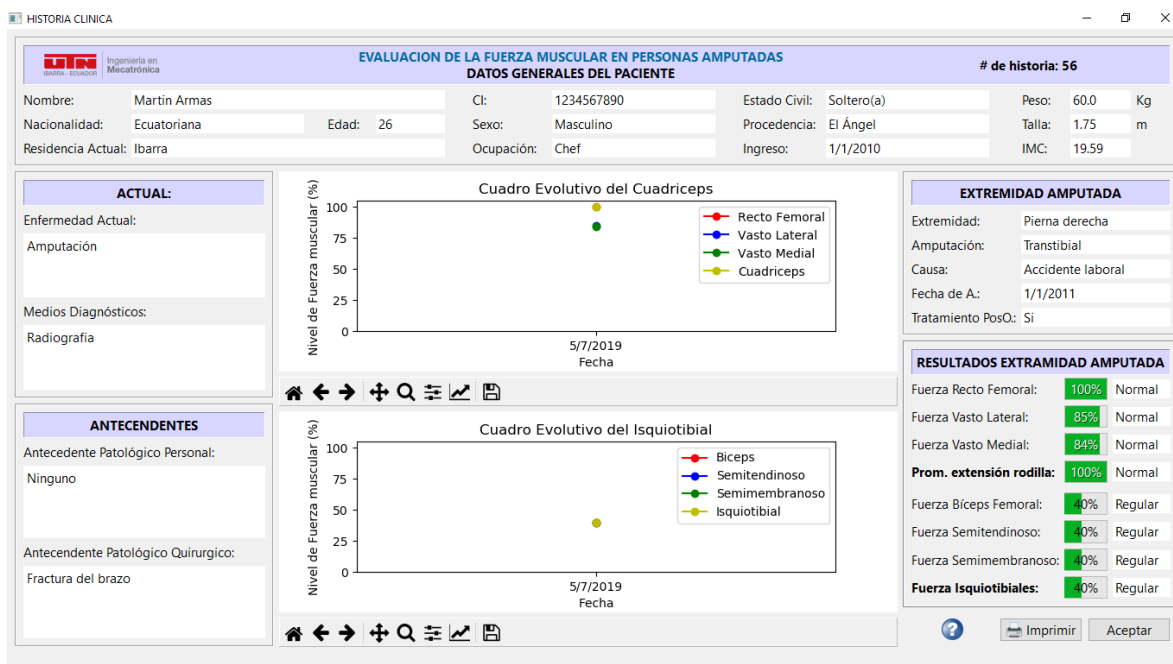 HISTORIA CLINICA
UTN
IBARRA - ECUADOR
Ingeniería en
Mecatrónica
EVALUACION DE LA FUERZA MUSCULAR EN PERSONAS AMPUTADAS
DATOS GENERALES DEL PACIENTE
# de historia: 56
Nombre: Martin Armas CI: 1234567890 Estado Civil: Soltero(a) Peso: 60.0 Kg
Nacionalidad: Ecuatoriana Edad: 26 Sexo: Masculino Procedencia: El Ángel Talla: 1.75 m
Residencia Actual: Ibarra Ocupación: Chef Ingreso: 1/1/2010 IMC: 19.59
ACTUAL:
Enfermedad Actual:
Amputación
Medios Diagnósticos:
Radiografia
ANTECEDENTES
Antecedente Patológico Personal:
Ninguno
Antecedente Patológico Quirurgico:
Fractura del brazo
Cuadro Evolutivo del Cuadriceps
Nivel de Fuerza muscular (%)
100
75
50
25
0
Recto Femoral
Vasto Lateral
Vasto Medial
Cuadriceps
5/7/2019
Fecha
Cuadro Evolutivo del Isquiotibial
Nivel de Fuerza muscular (%)
100
75
50
25
0
Biceps
Semitendinoso
Semimembranoso
Isquiotibial
5/7/2019
Fecha
EXTREMIDAD AMPUTADA
Extremidad: Pierna derecha
Amputación: Transtibial
Causa: Accidente laboral
Fecha de A.: 1/1/2011
Tratamiento PosO.: Si
RESULTADOS EXTRAMIDAD AMPUTADA
Fuerza Recto Femoral: 100% Normal
Fuerza Vasto Lateral: 85% Normal
Fuerza Vasto Medial: 84% Normal
Prom. extensión rodilla: 100% Normal
Fuerza Bíceps Femoral: 40% Regular
Fuerza Semitendinoso: 40% Regular
Fuerza Semimembranoso: 40% Regular
Fuerza Isquiotibiales: 40% Regular
Imprimir
Aceptar